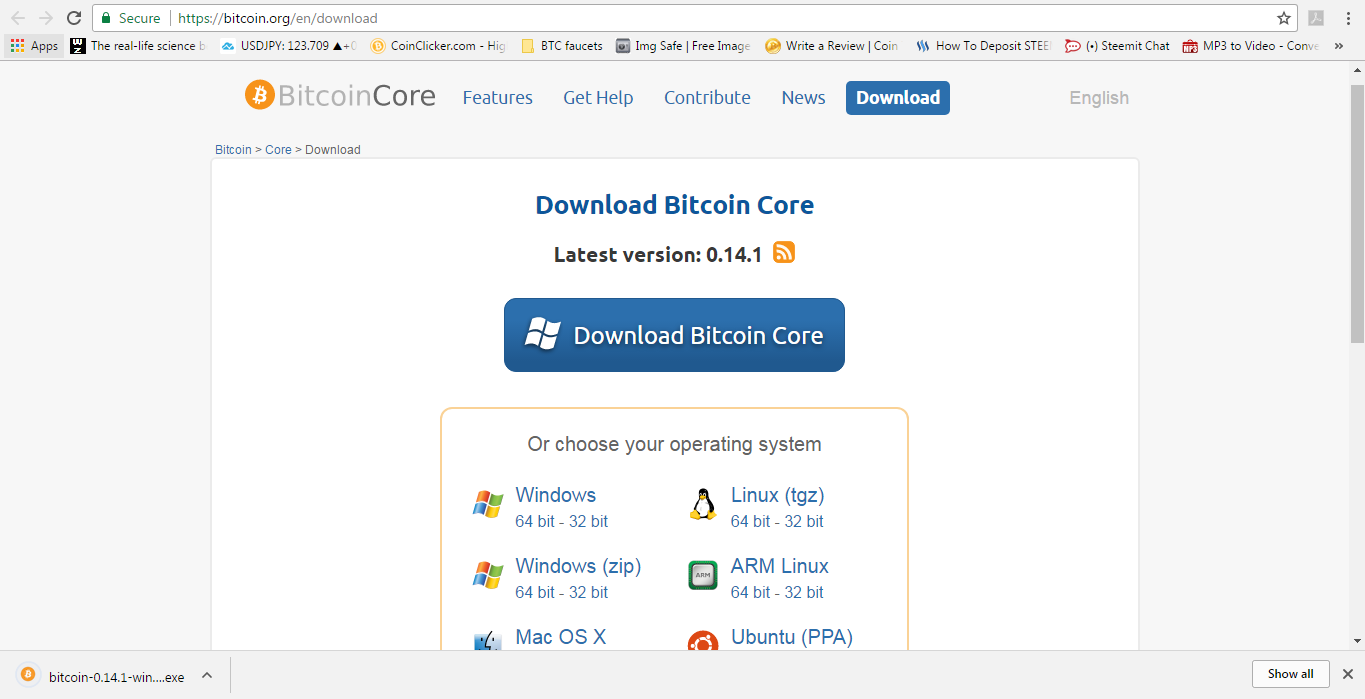 Secure https://bitcoin.org/en/download
Apps The real-life science b USDJPY: 123.709 ▲+0 CoinClicker.com - Hig BTC faucets Img Safe | Free Image Write a Review | Coin How To Deposit STEE (•) Steemit Chat MP3 to Video - Conve »
BitcoinCore Features Get Help Contribute News Download English
Bitcoin > Core > Download
Download Bitcoin Core
Latest version: 0.14.1
Download Bitcoin Core
Or choose your operating system
Windows
64 bit - 32 bit
Linux (tgz)
64 bit - 32 bit
Windows (zip)
64 bit - 32 bit
ARM
ARM Linux
64 bit - 32 bit
Mac OS X
Ubuntu (PPA)
bitcoin-0.14.1-win....exe
Show all